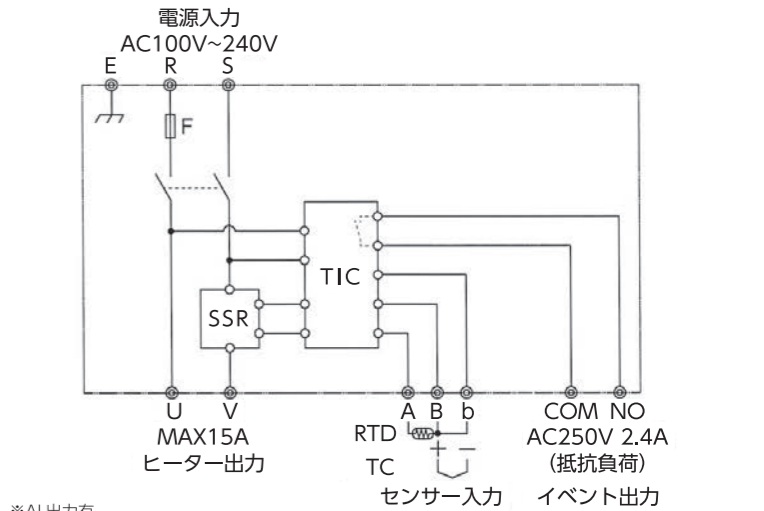 電源入力
AC100V~240V
E R S
F
TIC
SSR
U V
A B b
COM NO
MAX15A
ヒーター出力
RTD
+ −
TC
センサー入力
AC250V 2.4A
(抵抗負荷)
イベント出力